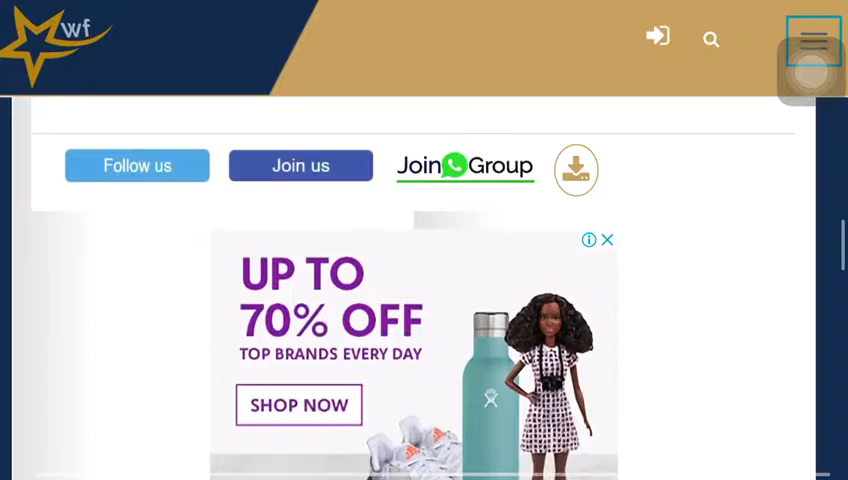 wf
Follow us
Join us
Join Group
UP TO
70% OFF
TOP BRANDS EVERY DAY
SHOP NOW